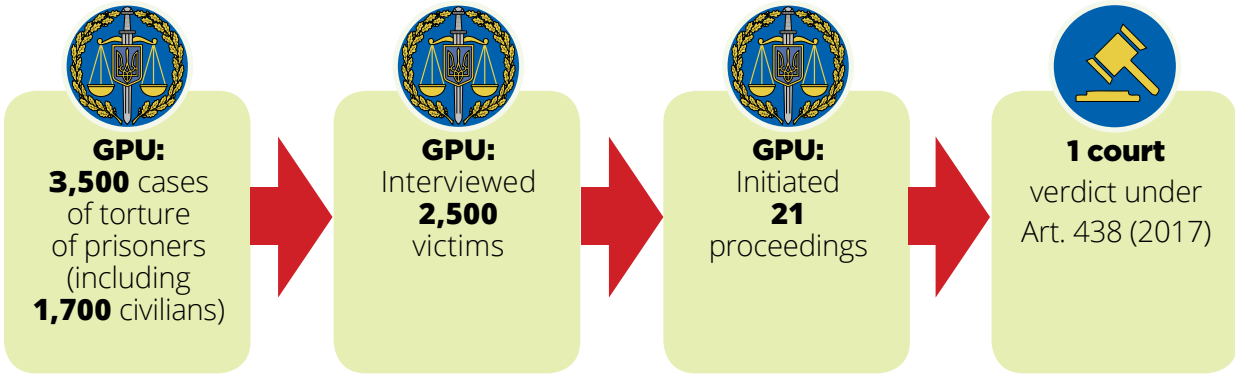 GPU:
3,500 cases
of torture
of prisoners
(including
1,700 civilians)
GPU:
Interviewed
2,500
victims
GPU:
Initiated
21
proceedings
1 court
verdict under
Art. 438 (2017)